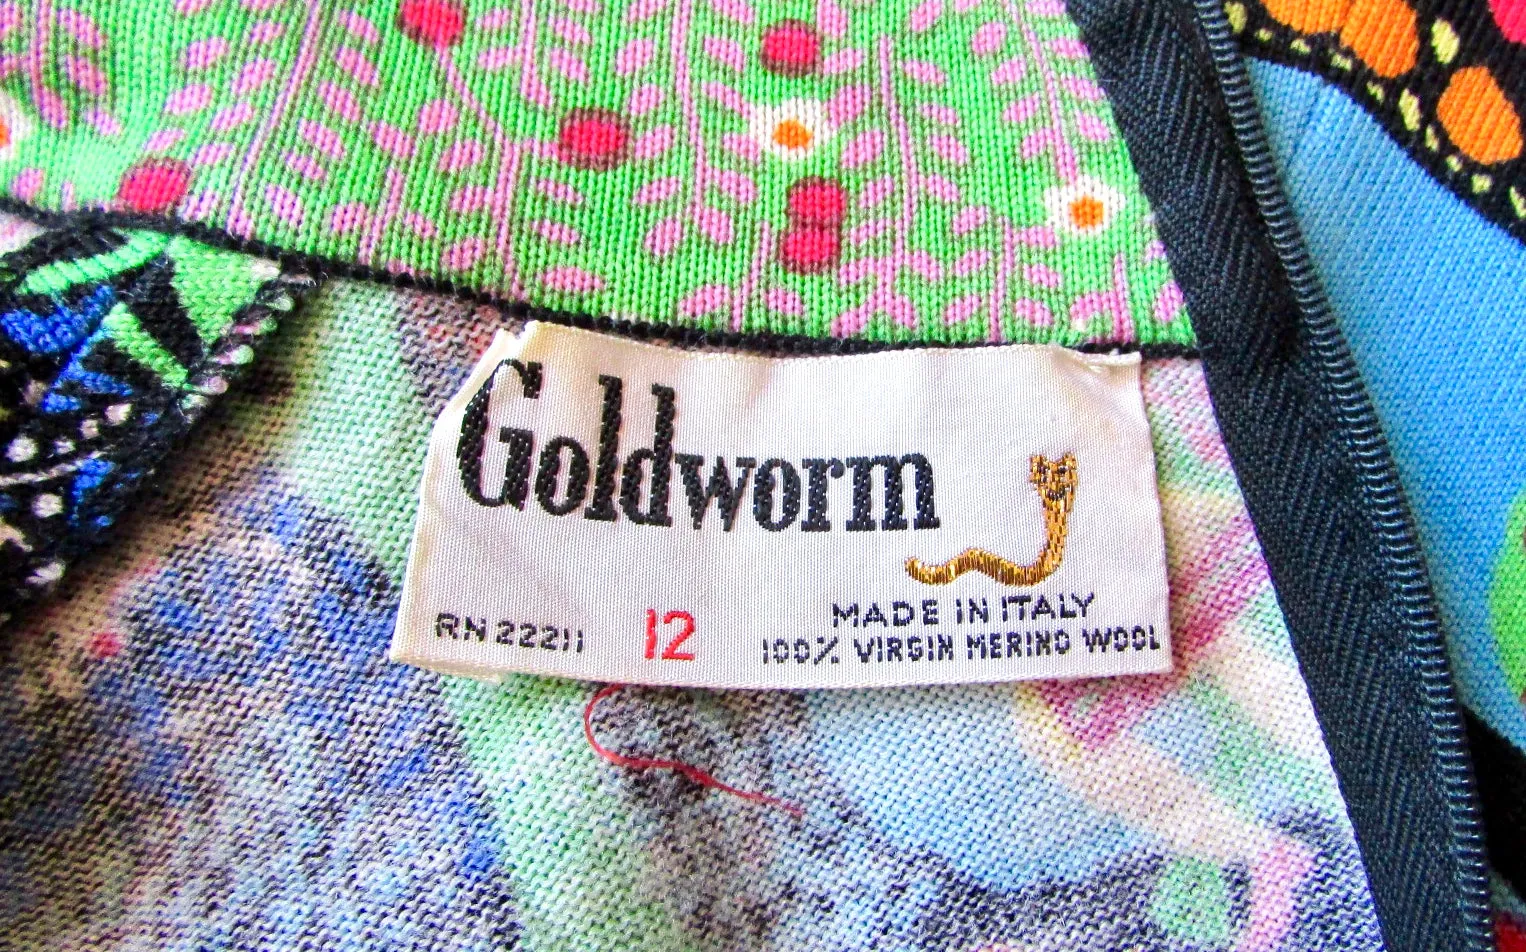 Goldworm
RN 22211
12
MADE IN ITALY
100% VIRGIN MERINO WOOL